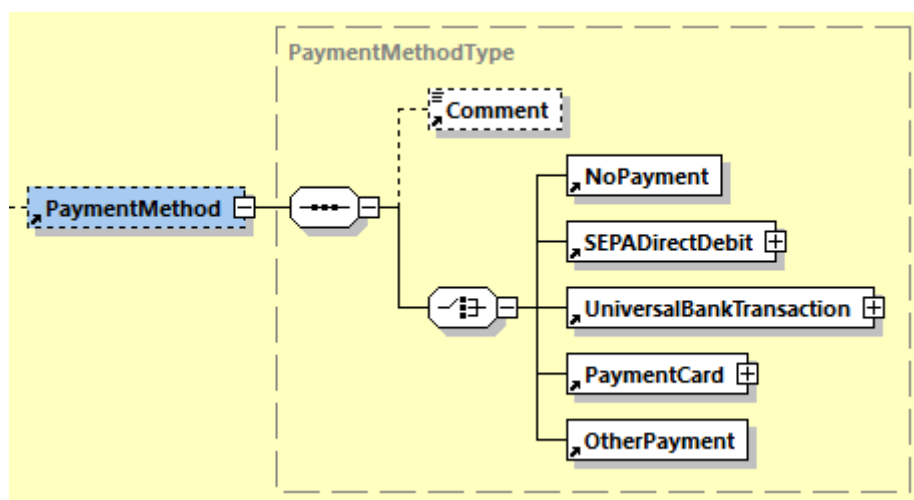 PaymentMethodType
Comment
NoPayment
PaymentMethod
SEPADirectDebit
UniversalBankTransaction
PaymentCard
OtherPayment